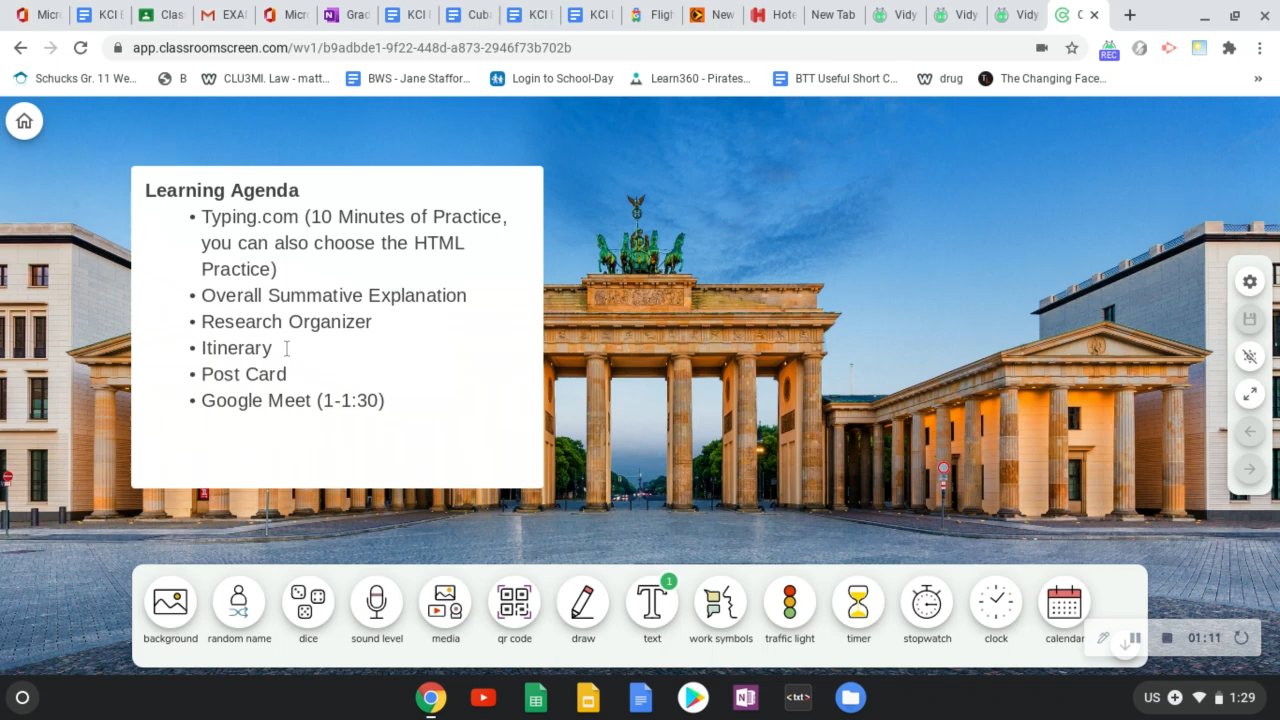 Micr
KCI
Clas
EXA
Micr
Grad
KCI
Cuba
KCI
KCI
Fligh
New
Hote
New Tab
Vidy
Vidy
Vidy
C
app.classroomscreen.com/wv1/b9adbde1-9f22-448d-a873-2946f73b702b
REC
Schucks Gr. 11 We...
B
CLU3MI. Law - matt...
BWS - Jane Staffor...
Login to School-Day
Learn360 - Pirates...
BTT Useful Short C...
drug
The Changing Face...
»
Learning Agenda
• Typing.com (10 Minutes of Practice,
you can also choose the HTML
Practice)
• Overall Summative Explanation
• Research Organizer
• Itinerary
• Post Card
• Google Meet (1-1:30)
1
background
random name
dice
sound level
media
qr code
draw
text
work symbols
traffic light
timer
stopwatch
clock
calendar
01:11
<txt>
US
1:29